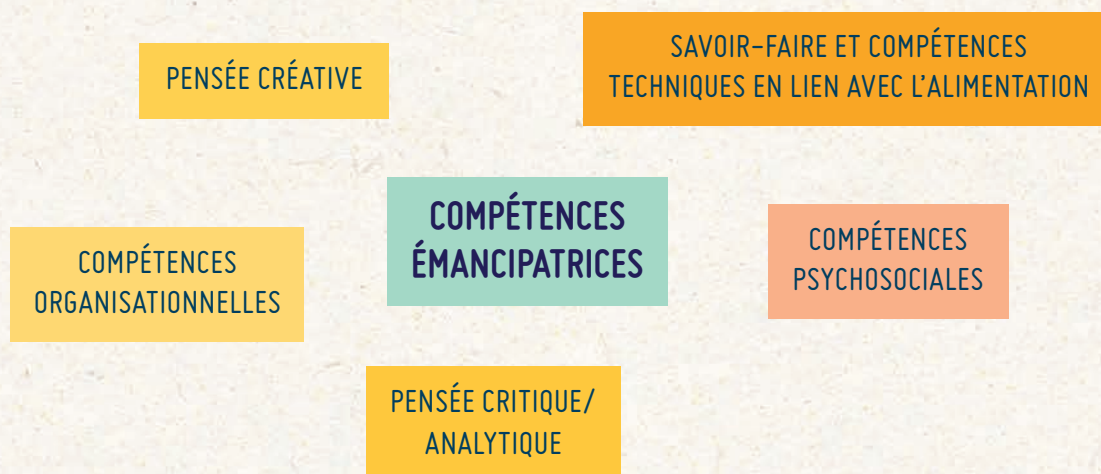 PENSÉE CRÉATIVE
SAVOIR-FAIRE ET COMPÉTENCES
TECHNIQUES EN LIEN AVEC L'ALIMENTATION
COMPÉTENCES
ÉMANCIPATRICES
COMPÉTENCES
PSYCHOSOCIALES
COMPÉTENCES
ORGANISATIONNELLES
PENSÉE CRITIQUE/
ANALYTIQUE